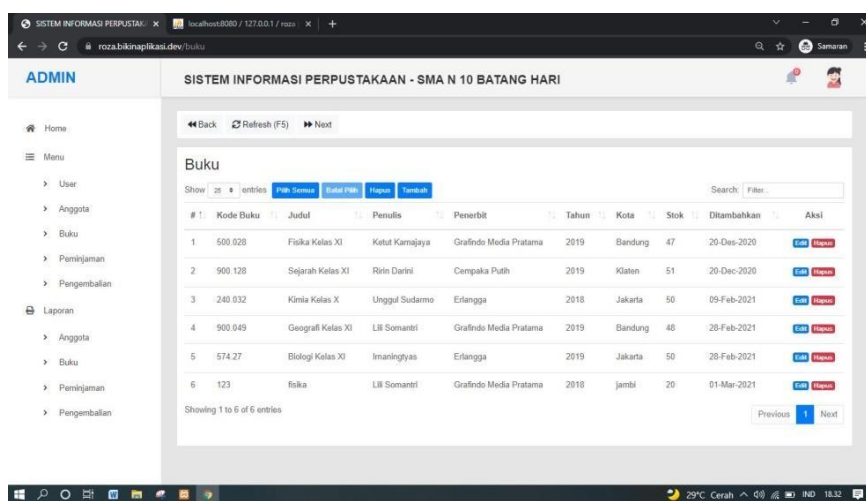 SISTEM INFORMASI PERPUSTAK
localhost:8080 / 127.0.0.1 / roza
roza.bikinaplikasi.dev/buku
Samaran
ADMIN
SISTEM INFORMASI PERPUSTAKAAN - SMA N 10 BATANG HARI
Home
Menu
User
Anggota
Buku
Peminjaman
Pengembalian
Laporan
Anggota
Buku
Peminjaman
Pengembalian
Back Refresh (F5) Next
Buku
Show 25 entries Pilih Semua Batal Pilih Hapus Tambah Search: Filter...
# Kode Buku Judul Penulis Penerbit Tahun Kota Stok Ditambahkan Aksi
1 500.028 Fisika Kelas XI Ketut Kamajaya Grafindo Media Pratama 2019 Bandung 47 20-Des-2020 Edit Hapus
2 900.128 Sejarah Kelas XI Ririn Darini Cempaka Putih 2019 Klaten 51 20-Dec-2020 Edit Hapus
3 240.032 Kimia Kelas X Unggul Sudarmo Erlangga 2018 Jakarta 50 09-Feb-2021 Edit Hapus
4 900.049 Geografi Kelas XI Lili Somantri Grafindo Media Pratama 2019 Bandung 48 28-Feb-2021 Edit Hapus
5 574.27 Biologi Kelas XI Irnaningtyas Erlangga 2019 Jakarta 50 28-Feb-2021 Edit Hapus
6 123 fisika Lili Somantri Grafindo Media Pratama 2018 jambi 20 01-Mar-2021 Edit Hapus
Showing 1 to 6 of 6 entries
Previous 1 Next
29°C Cerah IND 18.32